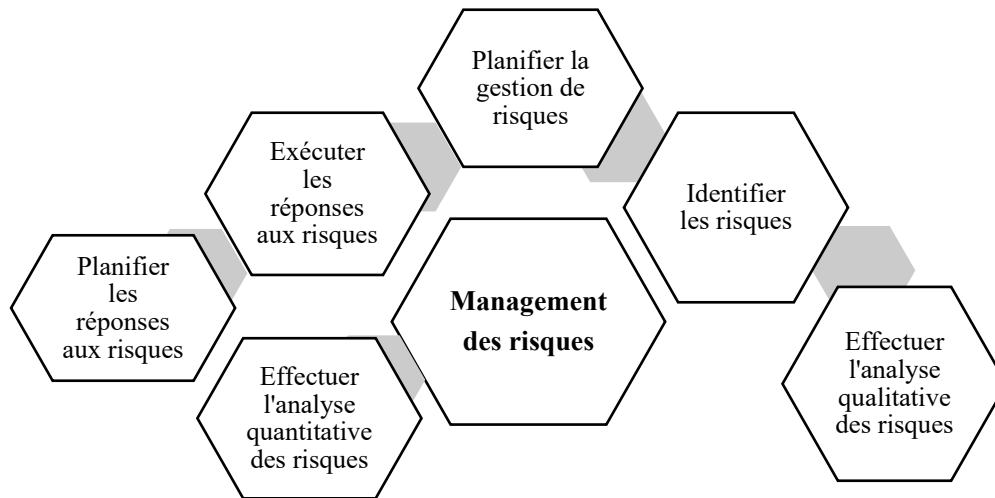 Planifier la
gestion de
risques
Exécuter
les
réponses
aux risques
Identifier
les risques
Planifier
les
réponses
aux risques
Management
des risques
Effectuer
l'analyse
quantitative
des risques
Effectuer
l'analyse
qualitative
des risques